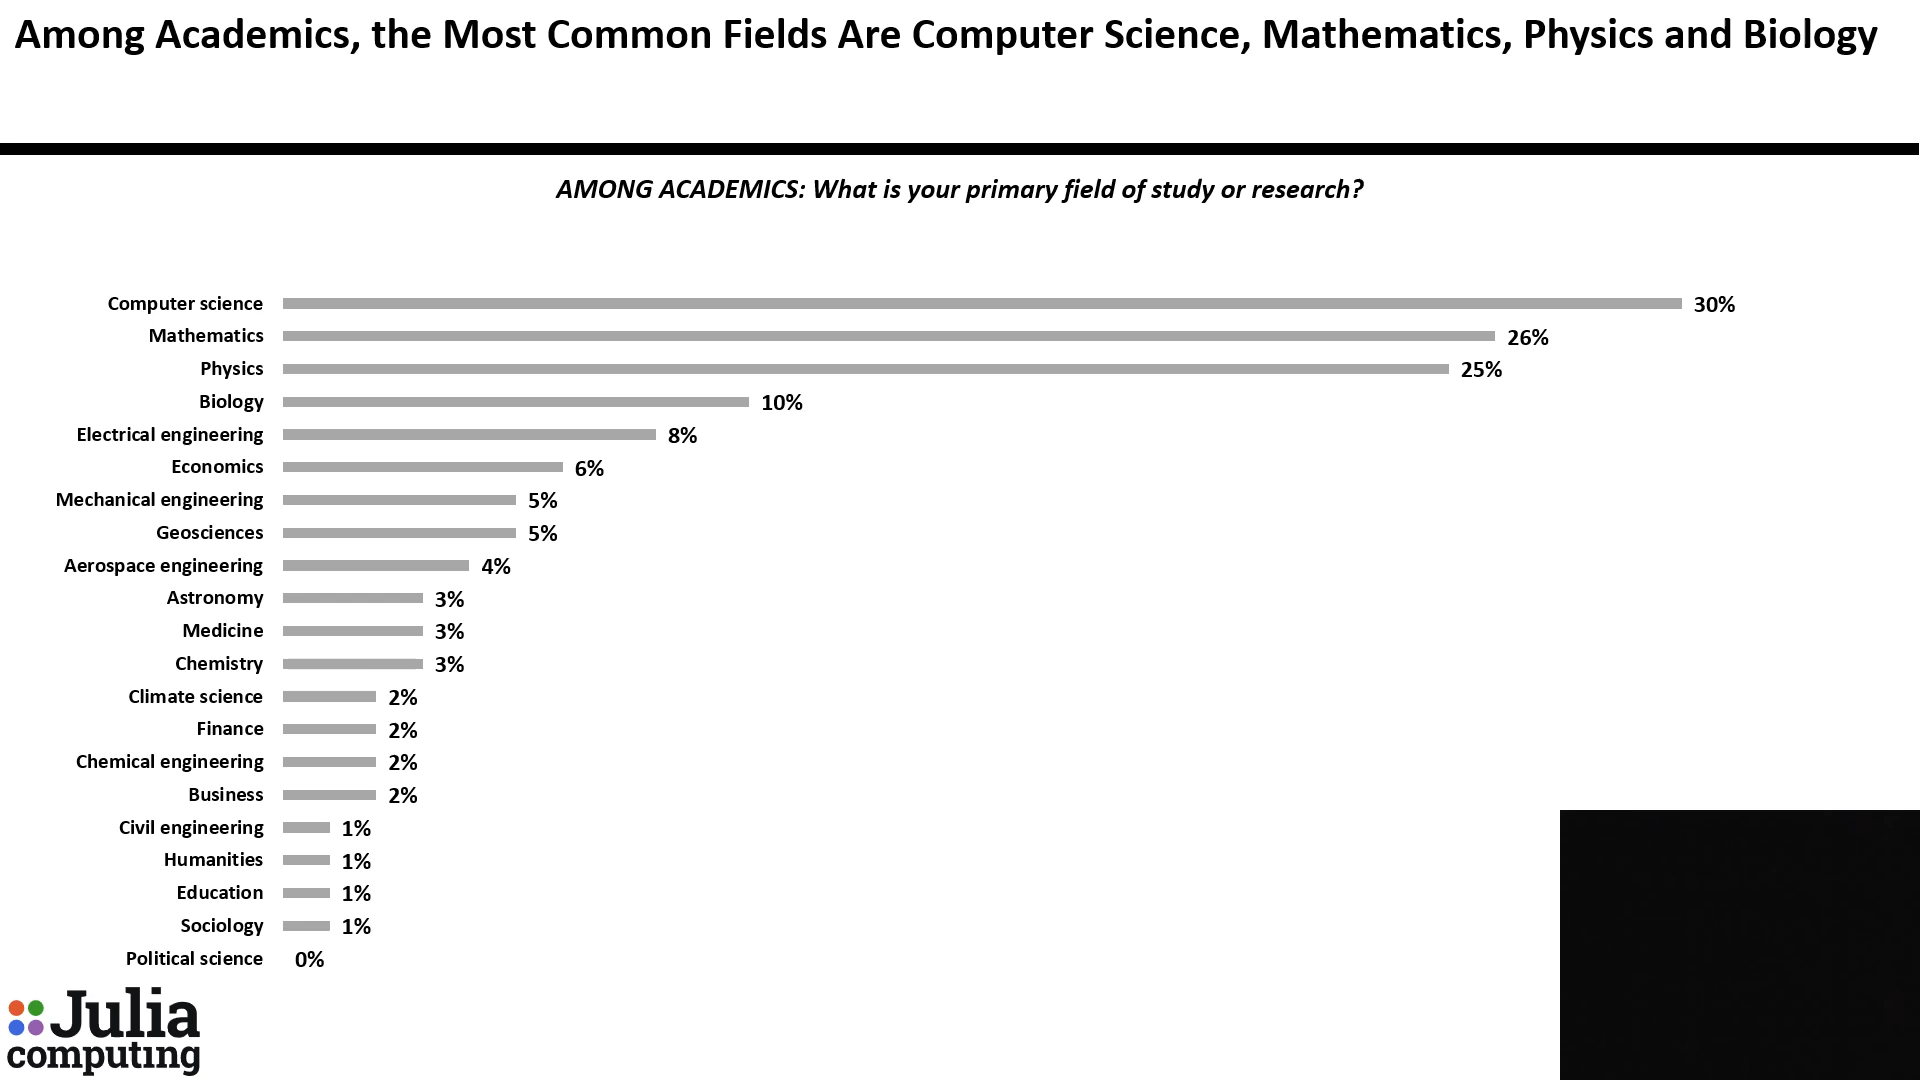 Among Academics, the Most Common Fields Are Computer Science, Mathematics, Physics and Biology
AMONG ACADEMICS: What is your primary field of study or research?
Computer science 30%
Mathematics 26%
Physics 25%
Biology 10%
Electrical engineering 8%
Economics 6%
Mechanical engineering 5%
Geosciences 5%
Aerospace engineering 4%
Astronomy 3%
Medicine 3%
Chemistry 3%
Climate science 2%
Finance 2%
Chemical engineering 2%
Business 2%
Civil engineering 1%
Humanities 1%
Education 1%
Sociology 1%
Political science 0%
Julia
computing